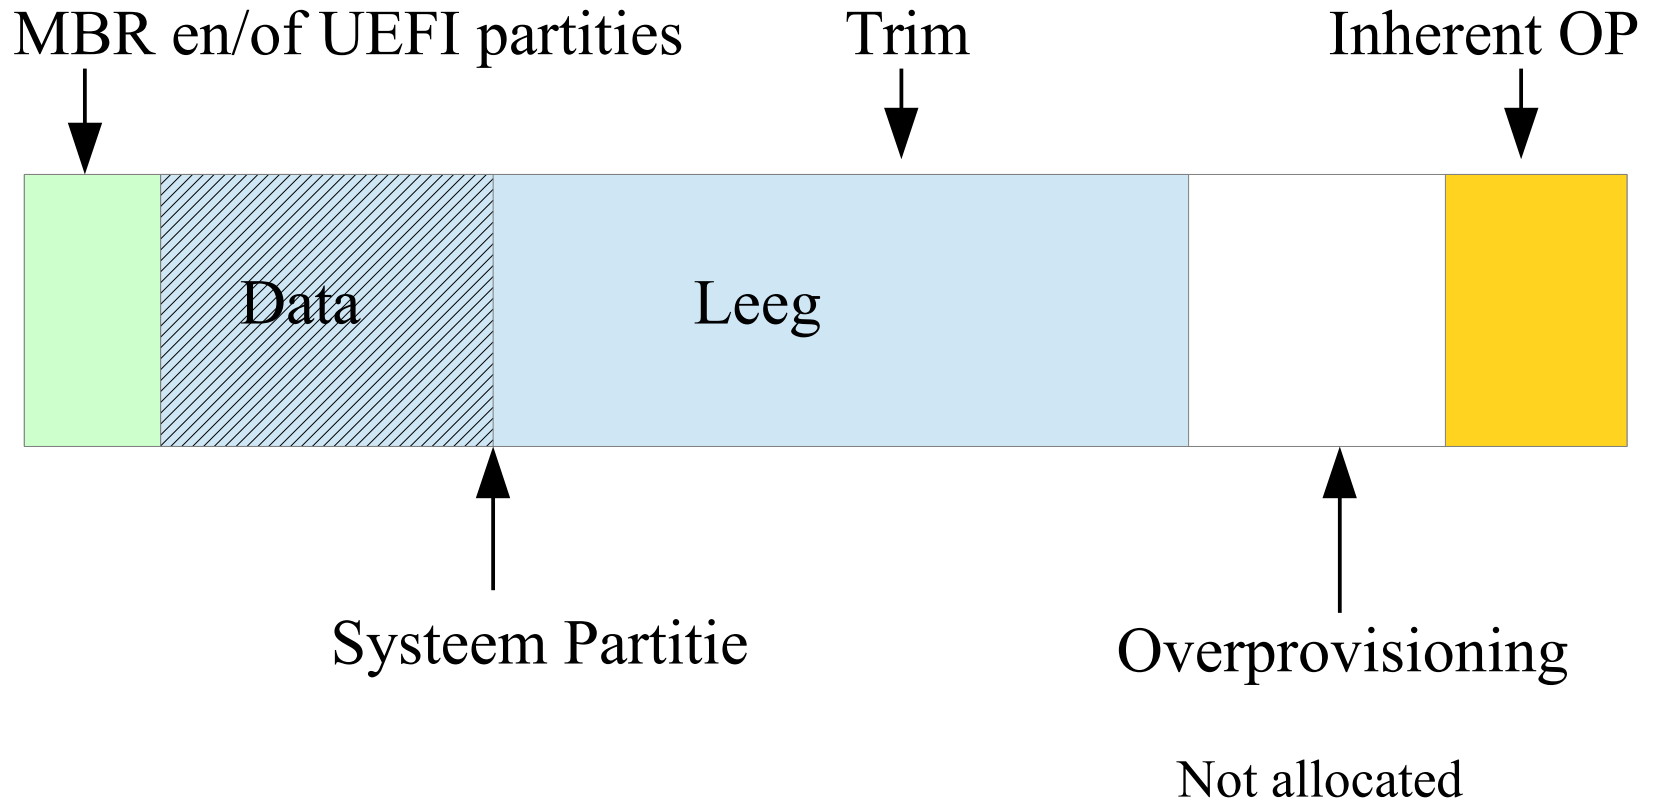 MBR en/of UEFI partities
Trim
Inherent OP
Data
Leeg
Systeem Partitie
Overprovisioning
Not allocated